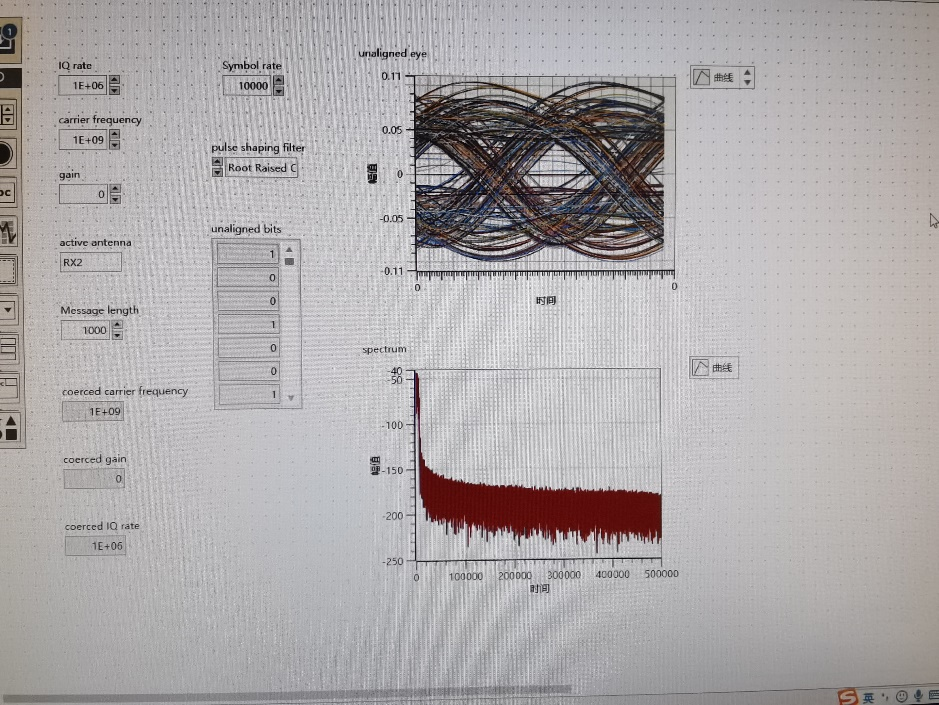 unaligned eye
IQ rate
1E+06
Symbol rate
10000
曲线
carrier frequency
1E+09
pulse shaping filter
Root Raised C
gain
0
active antenna
RX2
unaligned bits
1
0
0
1
0
0
1
Message length
1000
coerced carrier frequency
1E+09
coerced gain
0
coerced IQ rate
1E+06
0.11
0.05
0
-0.05
-0.11
幅值
0
0
时间
spectrum
曲线
-40
-50
-100
-150
-200
-250
幅值
0
100000
200000
300000
400000
500000
时间
1
英